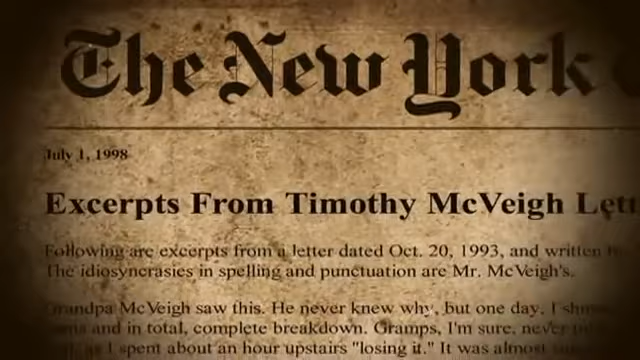 The New York
July 1, 1998
Excerpts From Timothy McVeigh
Following are excerpts from a letter dated Oct. 20, 1993, and written
The idiosyncrasies in spelling and punctuation are Mr. McVeigh's.
Grandpa McVeigh saw this. He never knew why, but one day, I
and in total, complete breakdown. Gramps, I'm sure, never
as I spent about an hour upstairs "losing it." It was almost